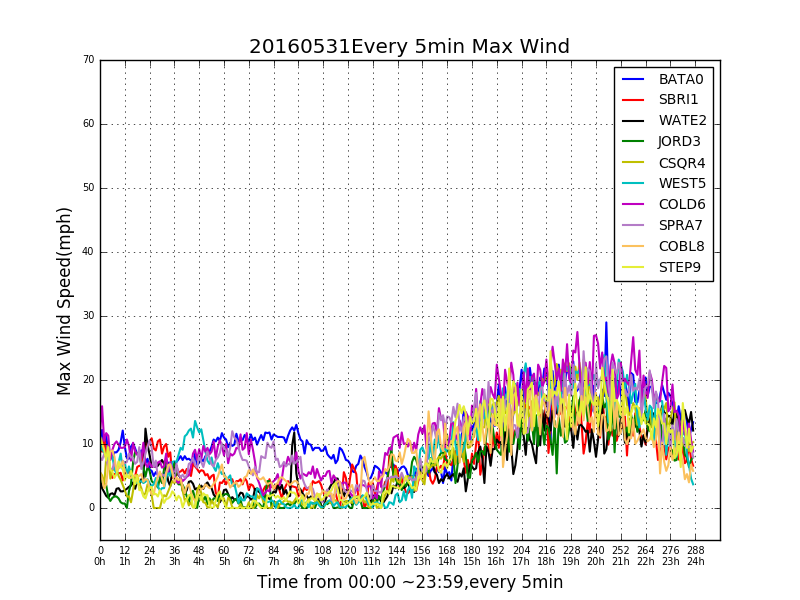 20160531Every 5min Max Wind
70
60
50
40
30
20
10
0
Max Wind Speed(mph)
BATA0
SBRI1
WATE2
JORD3
CSQR4
WEST5
COLD6
SPRA7
COBL8
STEP9
0 12 24 36 48 60 72 84 96 108 120 132 144 156 168 180 192 204 216 228 240 252 264 276 288
0h 1h 2h 3h 4h 5h 6h 7h 8h 9h 10h 11h 12h 13h 14h 15h 16h 17h 18h 19h 20h 21h 22h 23h 24h
Time from 00:00 ~23:59,every 5min